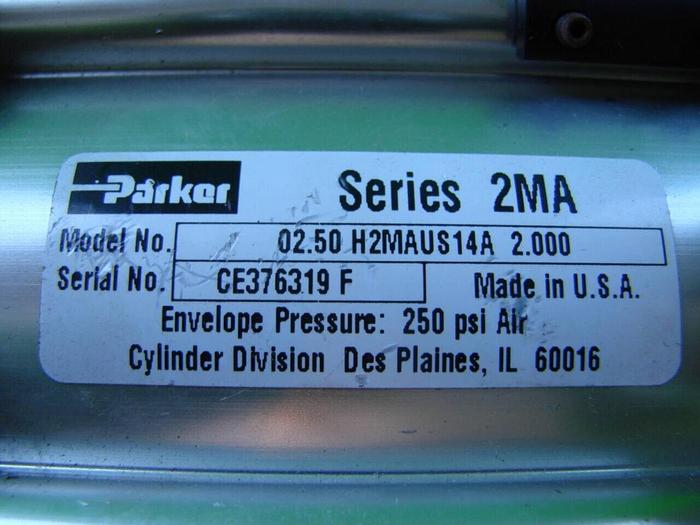 Parker Series 2MA
Model No. 02.50 H2MAUS14A 2.000
Serial No. CE376319 F Made in U.S.A.
Envelope Pressure: 250 psi Air
Cylinder Division Des Plaines, IL 60016